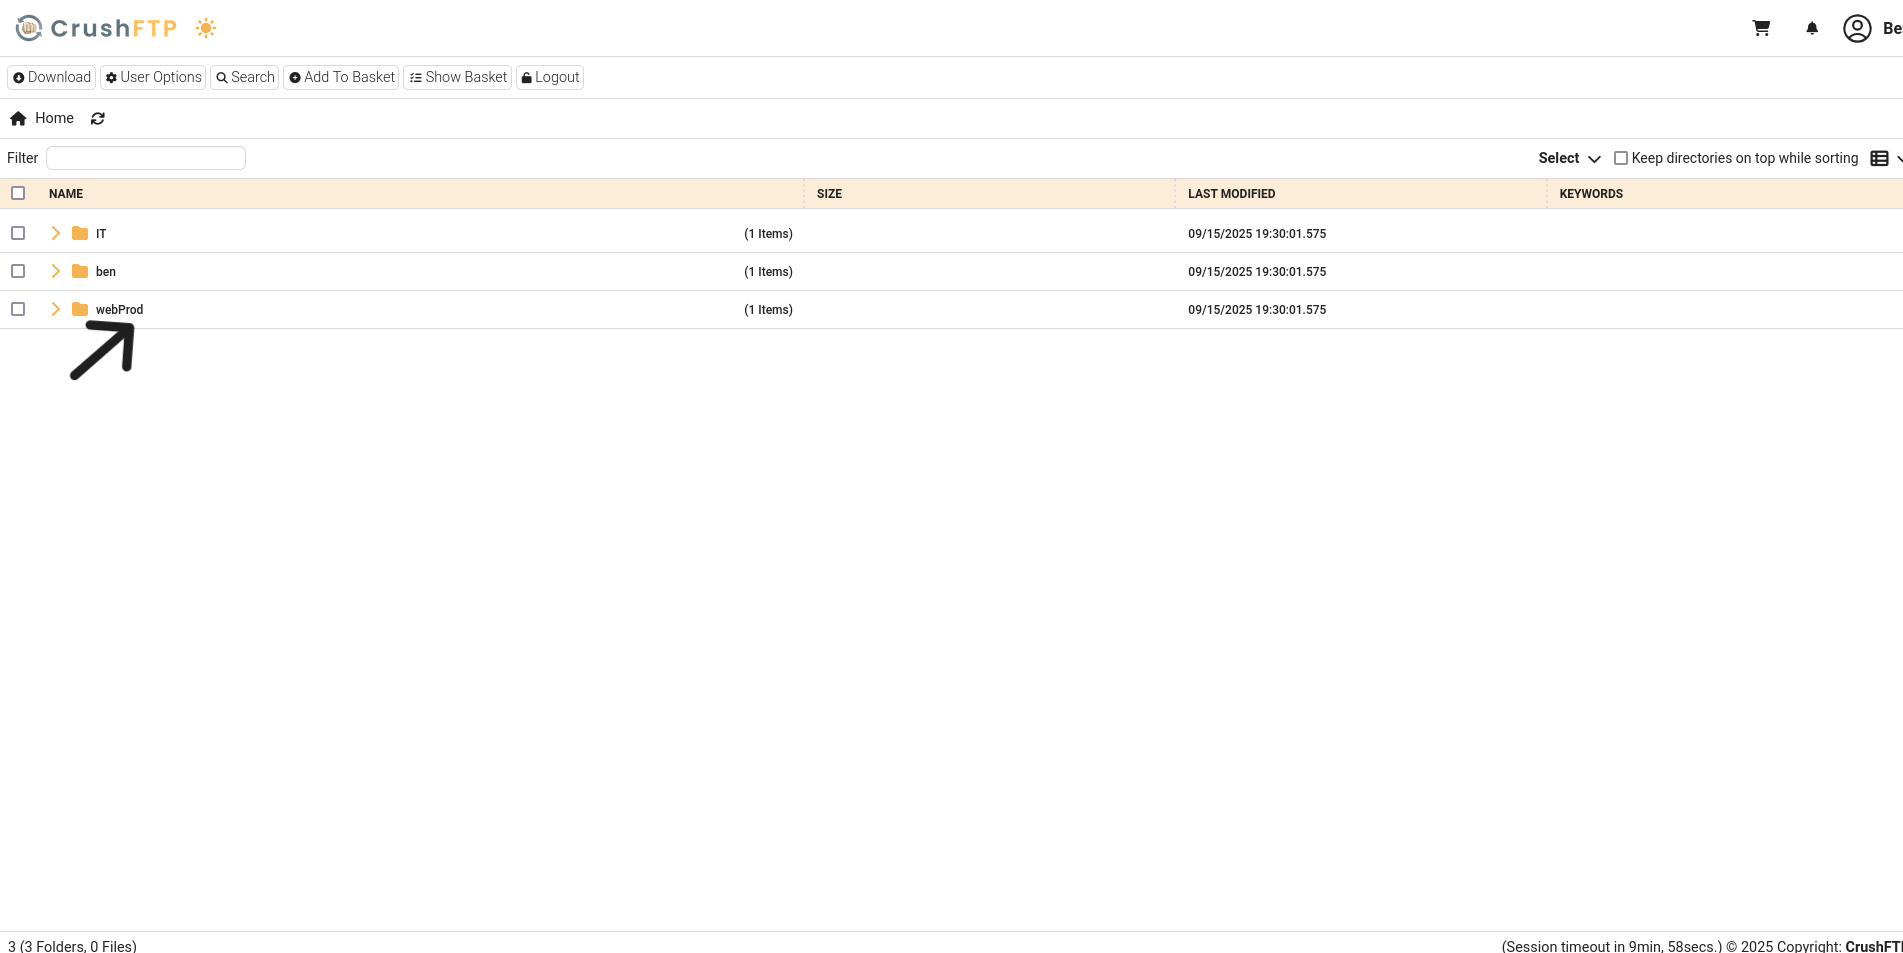 CrushFTP Be
Download User Options Search Add To Basket Show Basket Logout
Home
Filter Select Keep directories on top while sorting
NAME SIZE LAST MODIFIED KEYWORDS
IT (1 Items) 09/15/2025 19:30:01.575
ben (1 Items) 09/15/2025 19:30:01.575
webProd (1 Items) 09/15/2025 19:30:01.575
3 (3 Folders, 0 Files) (Session timeout in 9min, 58secs.) © 2025 Copyright: CrushFT